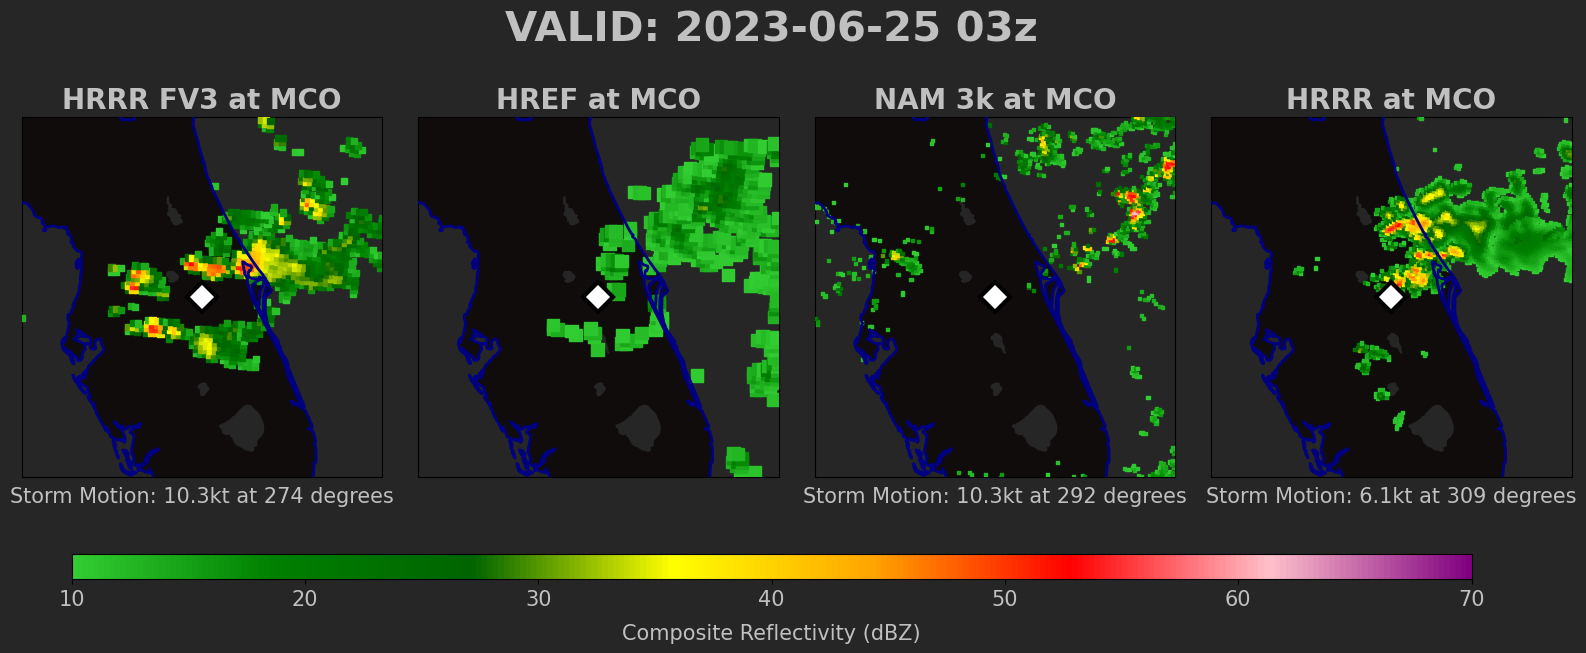 VALID: 2023-06-25 03z
HRRR FV3 at MCO
HREF at MCO
NAM 3k at MCO
HRRR at MCO
Storm Motion: 10.3kt at 274 degrees
Storm Motion: 10.3kt at 292 degrees
Storm Motion: 6.1kt at 309 degrees
10 20 30 40 50 60 70
Composite Reflectivity (dBZ)